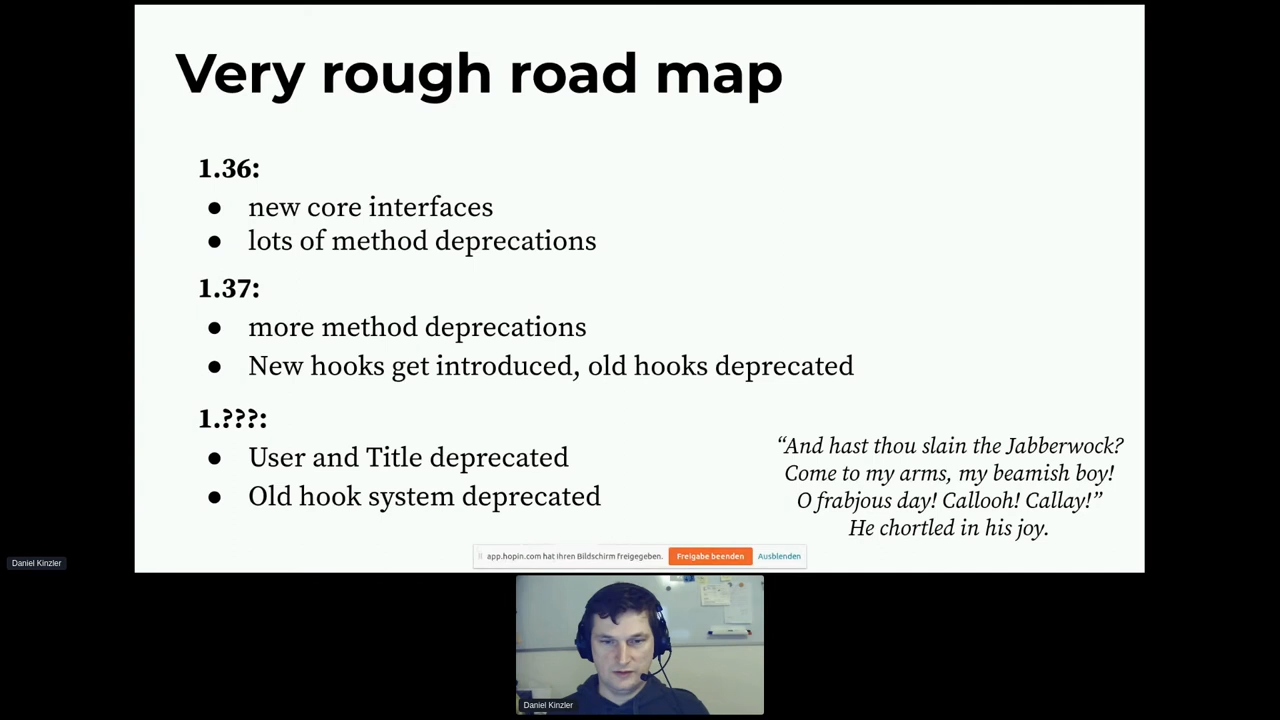 Very rough road map
1.36:
● new core interfaces
● lots of method deprecations
1.37:
● more method deprecations
● New hooks get introduced, old hooks deprecated
1.???:
● User and Title deprecated
● Old hook system deprecated
“And hast thou slain the Jabberwock?
Come to my arms, my beamish boy!
O frabjous day! Callooh! Callay!”
He chortled in his joy.
app.hopin.com hat Ihren Bildschirm freigegeben. Freigabe beenden Ausblenden
Daniel Kinzler
Daniel Kinzler